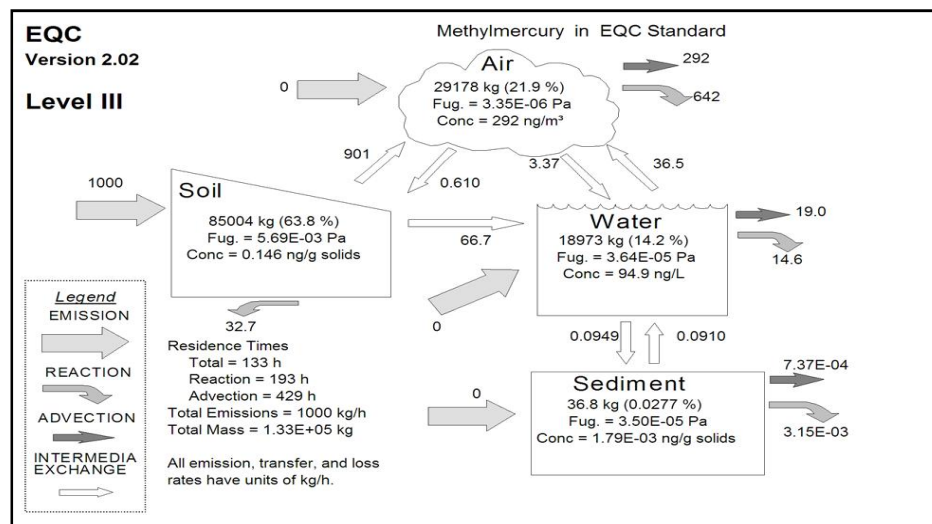 EQC
Version 2.02
Level III
Methylmercury in EQC Standard
Air
29178 kg (21.9 %)
Fug. = 3.35E-06 Pa
Conc = 292 ng/m³
0
292
642
901
0.610
3.37
36.5
1000
Soil
85004 kg (63.8 %)
Fug. = 5.69E-03 Pa
Conc = 0.146 ng/g solids
66.7
32.7
Water
18973 kg (14.2 %)
Fug. = 3.64E-05 Pa
Conc = 94.9 ng/L
19.0
14.6
0
0.0949
0.0910
Legend
EMISSION
REACTION
ADVECTION
INTERMEDIA
EXCHANGE
Residence Times
Total = 133 h
Reaction = 193 h
Advection = 429 h
Total Emissions = 1000 kg/h
Total Mass = 1.33E+05 kg
All emission, transfer, and loss
rates have units of kg/h.
0
Sediment
36.8 kg (0.0277 %)
Fug. = 3.50E-05 Pa
Conc = 1.79E-03 ng/g solids
7.37E-04
3.15E-03